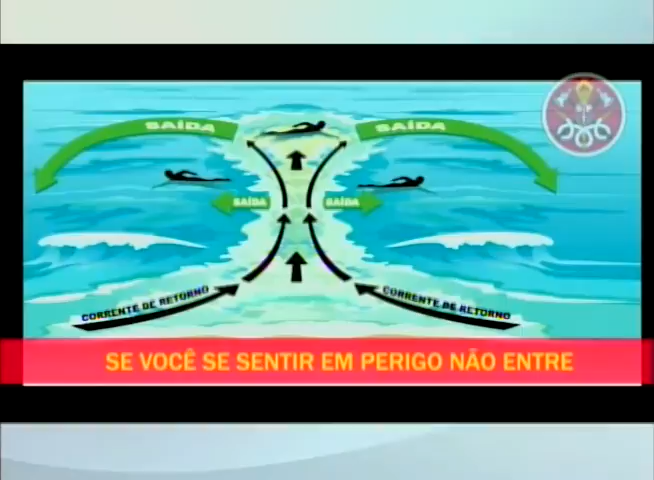 SAÍDA SAÍDA
SAÍDA SAÍDA
CORRENTE DE RETORNO CORRENTE DE RETORNO
SE VOCÊ SE SENTIR EM PERIGO NÃO ENTRE